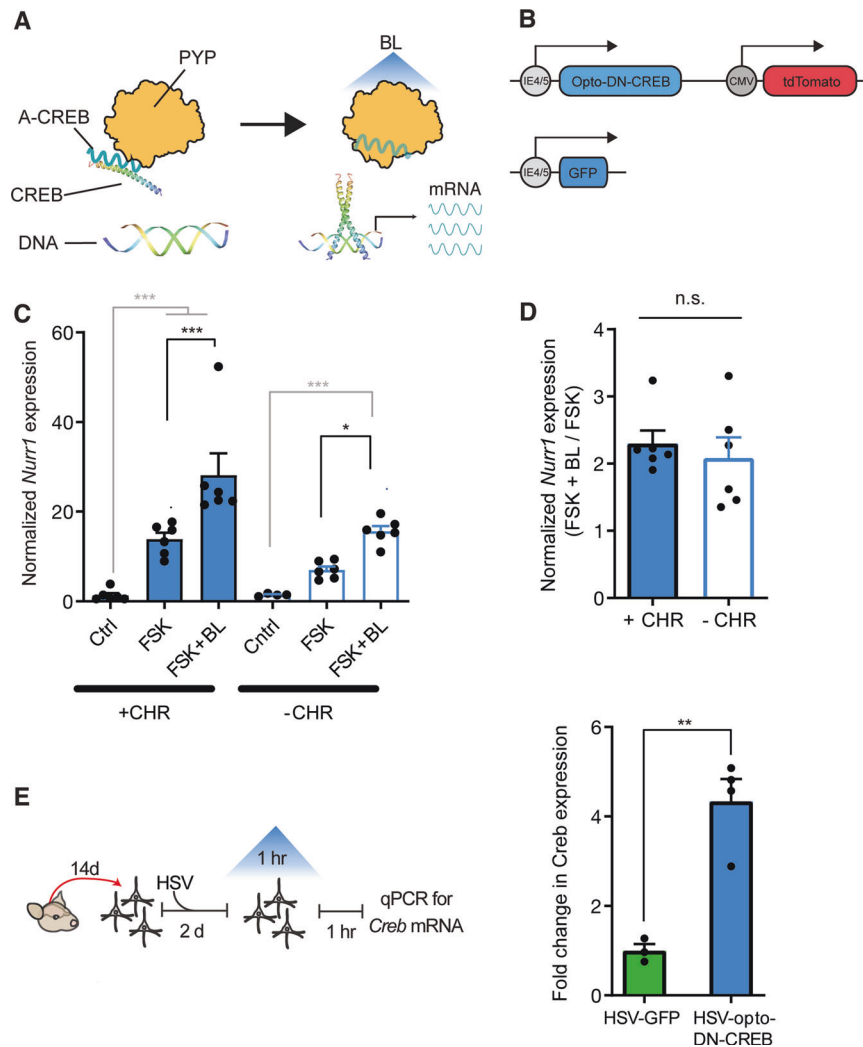 A
PYP
A-CREB
CREB
DNA
BL
mRNA
B
IE4/5
Opto-DN-CREB
CMV
tdTomato
IE4/5
GFP
C
Normalized Nurr1 expression
60
40
20
0
***
***
***
*
Ctrl
FSK
FSK+BL
Cntrl
FSK
FSK+BL
+CHR
-CHR
D
Normalized Nurr1 expression
(FSK + BL / FSK)
4
3
2
1
0
n.s.
+ CHR
- CHR
E
14d
HSV
2 d
1 hr
1 hr
qPCR for
Creb mRNA
Fold change in Creb expression
6
4
2
0
**
HSV-GFP
HSV-opto-
DN-CREB